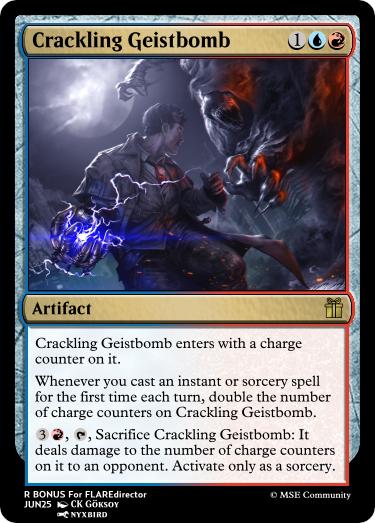 Crackling Geistbomb 1
Artifact
Crackling Geistbomb enters with a charge
counter on it.
Whenever you cast an instant or sorcery spell
for the first time each turn, double the number
of charge counters on Crackling Geistbomb.
3, , Sacrifice Crackling Geistbomb: It
deals damage to the number of charge counters
on it to an opponent. Activate only as a sorcery.
R BONUS For FLAREdirector
© MSE Community
JUN25 CK GÖKSOY
NYXBIRD